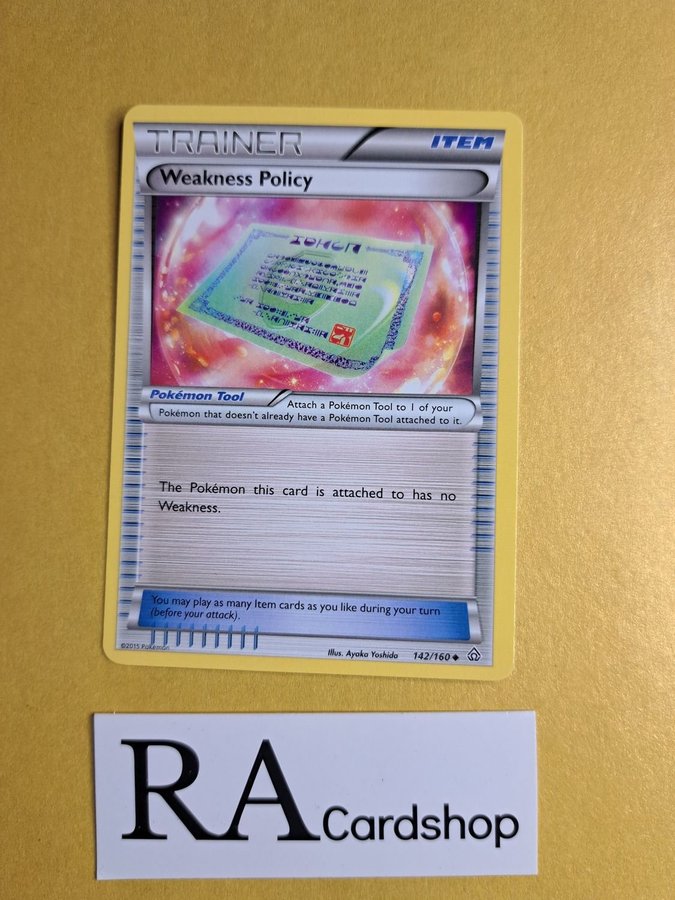 TRAINER
ITEM
Weakness Policy
Pokémon Tool
Attach a Pokémon Tool to 1 of your
Pokémon that doesn't already have a Pokémon Tool attached to it.
The Pokémon this card is attached to has no
Weakness.
You may play as many Item cards as you like during your turn
(before your attack).
©2015 Pokémon
Illus. Ayaka Yoshida
142/160
RA Cardshop